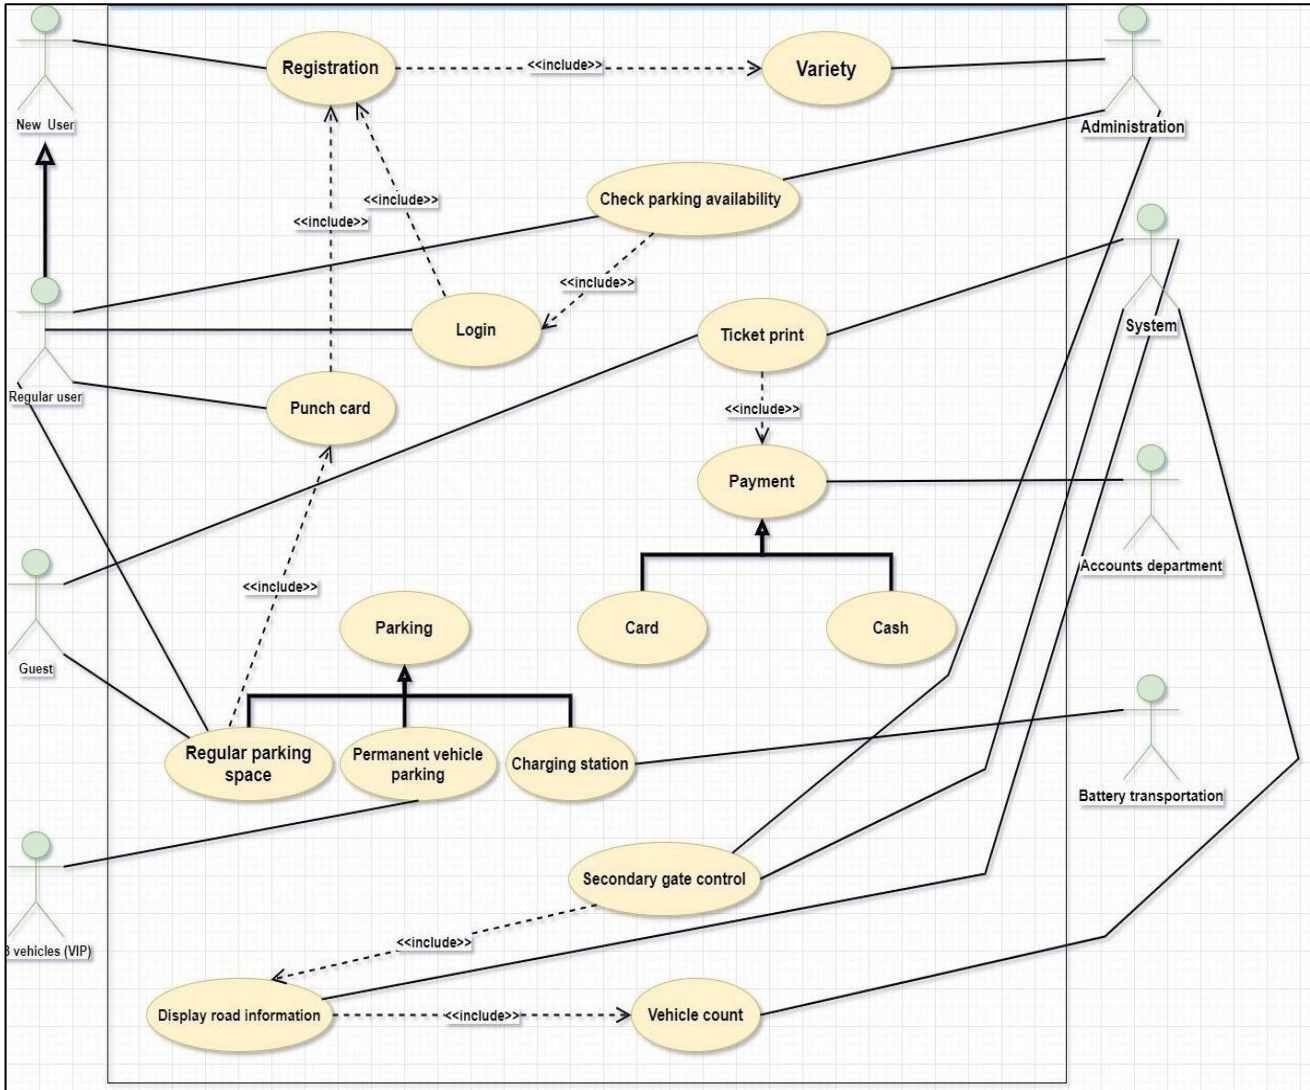 New User
Registration
<<include>>
Variety
Administration
<<include>>
<<include>>
Check parking availability
<<include>>
Login
Ticket print
System
Regular user
Punch card
<<include>>
Payment
Accounts department
Guest
<<include>>
Parking
Card
Cash
Regular parking
space
Permanent vehicle
parking
Charging station
Battery transportation
Secondary gate control
vehicles (VIP)
<<include>>
Display road information
<<include>>
Vehicle count